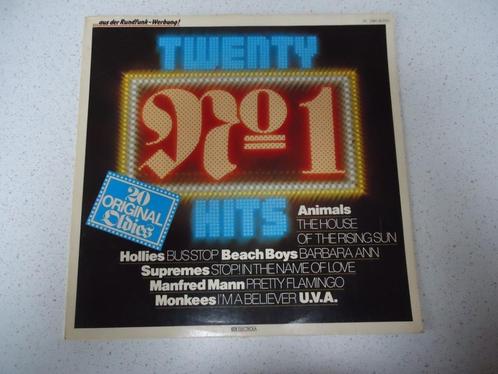 ...aus der Rundfunk-Werbung!
TWENTY
No 1
HITS
20
ORIGINAL
Oldies
Animals
THE HOUSE
OF THE RISING SUN
Hollies BUS STOP Beach Boys BARBARA ANN
Supremes STOP! IN THE NAME OF LOVE
Manfred Mann PRETTY FLAMINGO
Monkees I'M A BELIEVER U.V.A.
EMI ELECTROLA